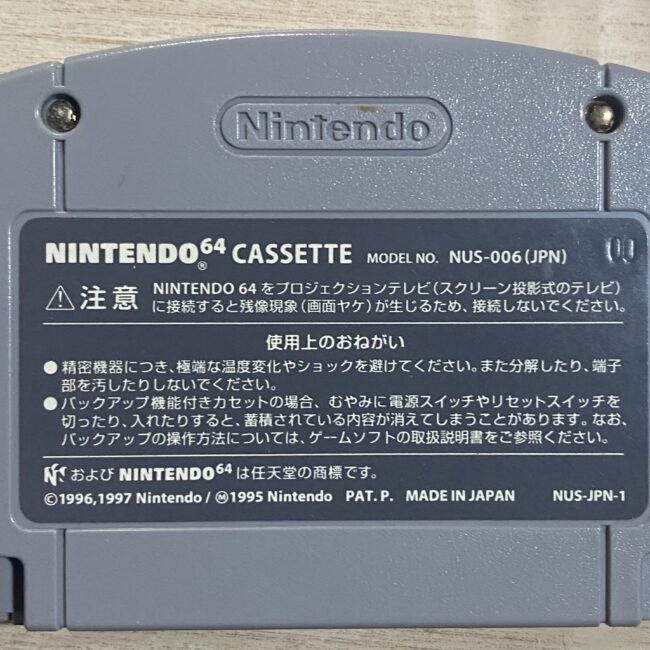 Nintendo®
NINTENDO64® CASSETTE MODEL NO. NUS-006(JPN)
⚠注意 NINTENDO 64 をプロジェクションテレビ(スクリーン投影式のテレビ)
に接続すると残像現象(画面ヤケ)が生じるため、接続しないでください。
使用上のおねがい
●精密機器につき、極端な温度変化やショックを避けてください。また分解したり、端子
部を汚したりしないでください。
●バックアップ機能付きカセットの場合、むやみに電源スイッチやリセットスイチを
切ったり、入れたりすると、蓄積されている内容が消えてしまうことがあります。なお、
バックアップの操作方法については、ゲームソフトの取扱説明書をご参照ください。
および NINTENDO64 は任天堂の商標です。
©1996,1997 Nintendo/Ⓜ1995 Nintendo PAT. P. MADE IN JAPAN NUS-JPN-1